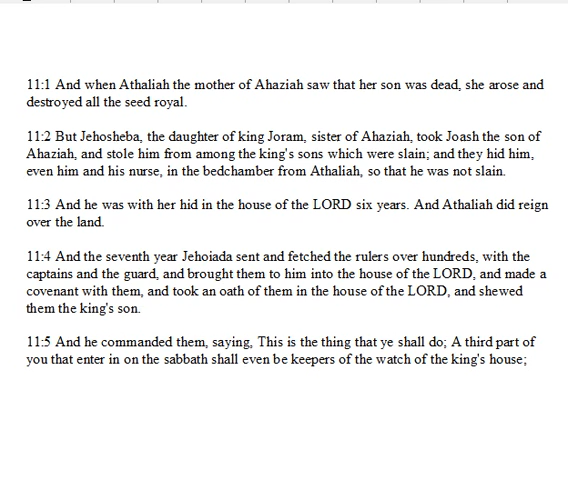 11:1 And when Athaliah the mother of Ahaziah saw that her son was dead, she arose and
destroyed all the seed royal.
11:2 But Jehosheba, the daughter of king Joram, sister of Ahaziah, took Joash the son of
Ahaziah, and stole him from among the king's sons which were slain; and they hid him,
even him and his nurse, in the bedchamber from Athaliah, so that he was not slain.
11:3 And he was with her hid in the house of the LORD six years. And Athaliah did reign
over the land.
11:4 And the seventh year Jehoiada sent and fetched the rulers over hundreds, with the
captains and the guard, and brought them to him into the house of the LORD, and made a
covenant with them, and took an oath of them in the house of the LORD, and shewed
them the king's son.
11:5 And he commanded them, saying, This is the thing that ye shall do; A third part of
you that enter in on the sabbath shall even be keepers of the watch of the king's house;